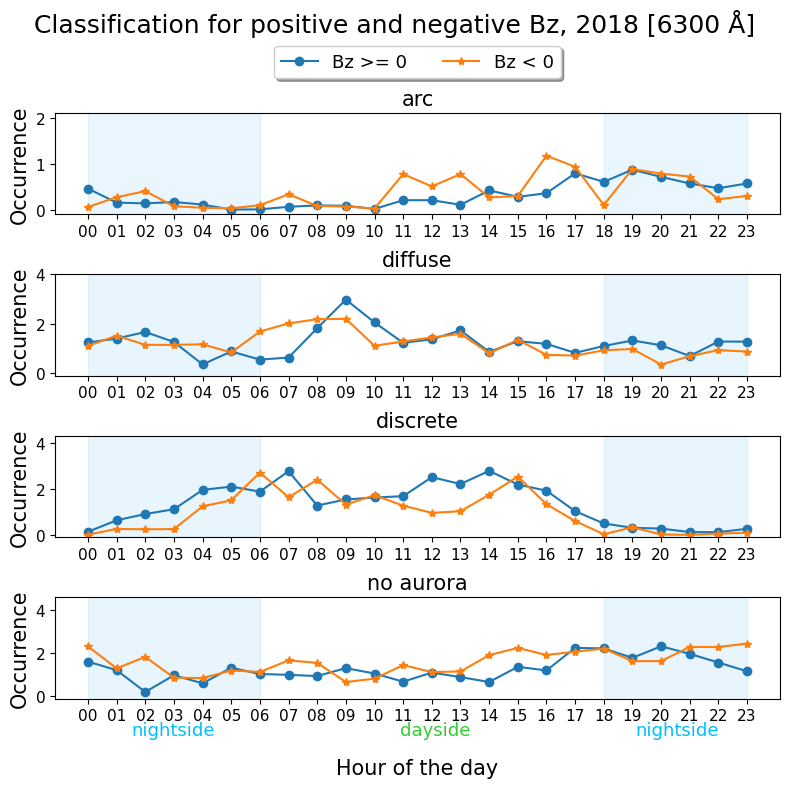 Classification for positive and negative Bz, 2018 [6300 Å]
Bz >= 0 Bz < 0
arc
Occurrence
2
1
0
00 01 02 03 04 05 06 07 08 09 10 11 12 13 14 15 16 17 18 19 20 21 22 23
diffuse
Occurrence
4
2
0
00 01 02 03 04 05 06 07 08 09 10 11 12 13 14 15 16 17 18 19 20 21 22 23
discrete
Occurrence
4
2
0
00 01 02 03 04 05 06 07 08 09 10 11 12 13 14 15 16 17 18 19 20 21 22 23
no aurora
Occurrence
4
2
0
00 01 02 03 04 05 06 07 08 09 10 11 12 13 14 15 16 17 18 19 20 21 22 23
nightside dayside nightside
Hour of the day